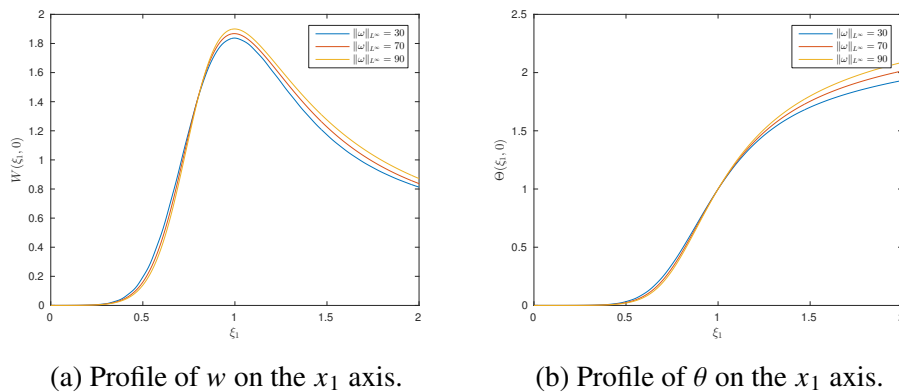 2
1.8
1.6
1.4
1.2
1
0.8
0.6
0.4
0.2
0
W(ξ₁, 0)
0 0.5 1 1.5 2
ξ₁
‖ω‖L∞ = 30
‖ω‖L∞ = 70
‖ω‖L∞ = 90
(a) Profile of w on the x₁ axis.
2.5
2
1.5
1
0.5
0
Θ(ξ₁, 0)
0 0.5 1 1.5 2
ξ₁
‖ω‖L∞ = 30
‖ω‖L∞ = 70
‖ω‖L∞ = 90
(b) Profile of θ on the x₁ axis.